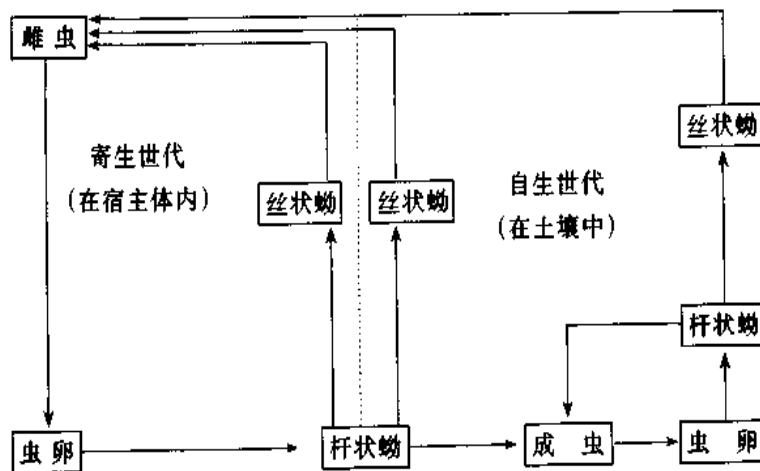 雌虫
丝状蚴
寄生世代
(在宿主体内)
丝状蚴
丝状蚴
自生世代
(在土壤中)
杆状蚴
虫卵
杆状蚴
成虫
虫卵